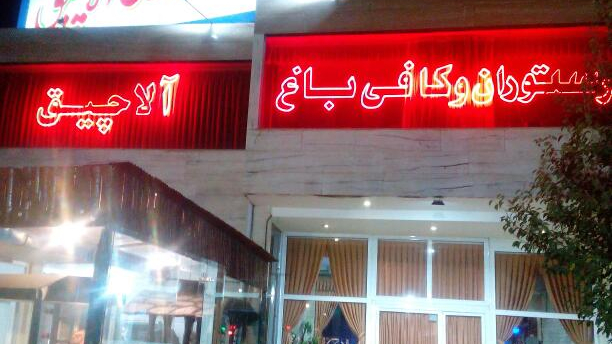 رستوران و کافی باغ
آلاچیق